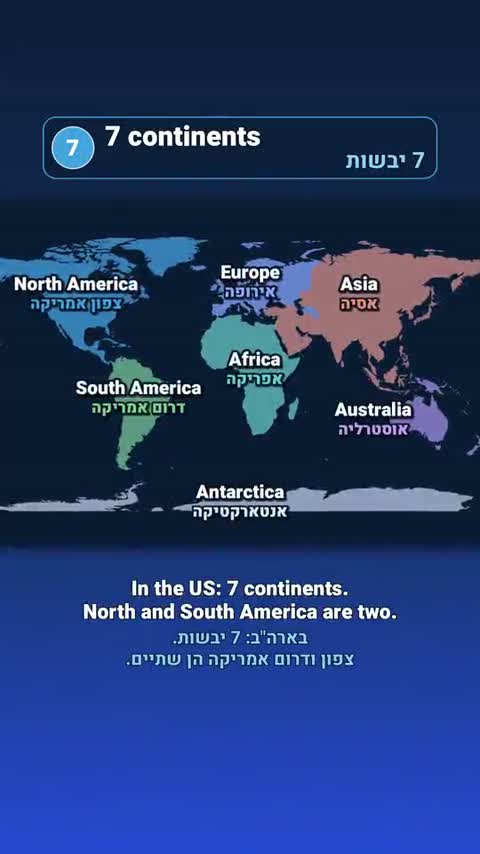 7
7 continents
7 יבשות
North America
צפון אמריקה
Europe
אירופה
Asia
אסיה
Africa
אפריקה
South America
דרום אמריקה
Australia
אוסטרליה
Antarctica
אנטארקטיקה
In the US: 7 continents.
North and South America are two.
בארה"ב: 7 יבשות.
צפון ודרום אמריקה הן שתיים.